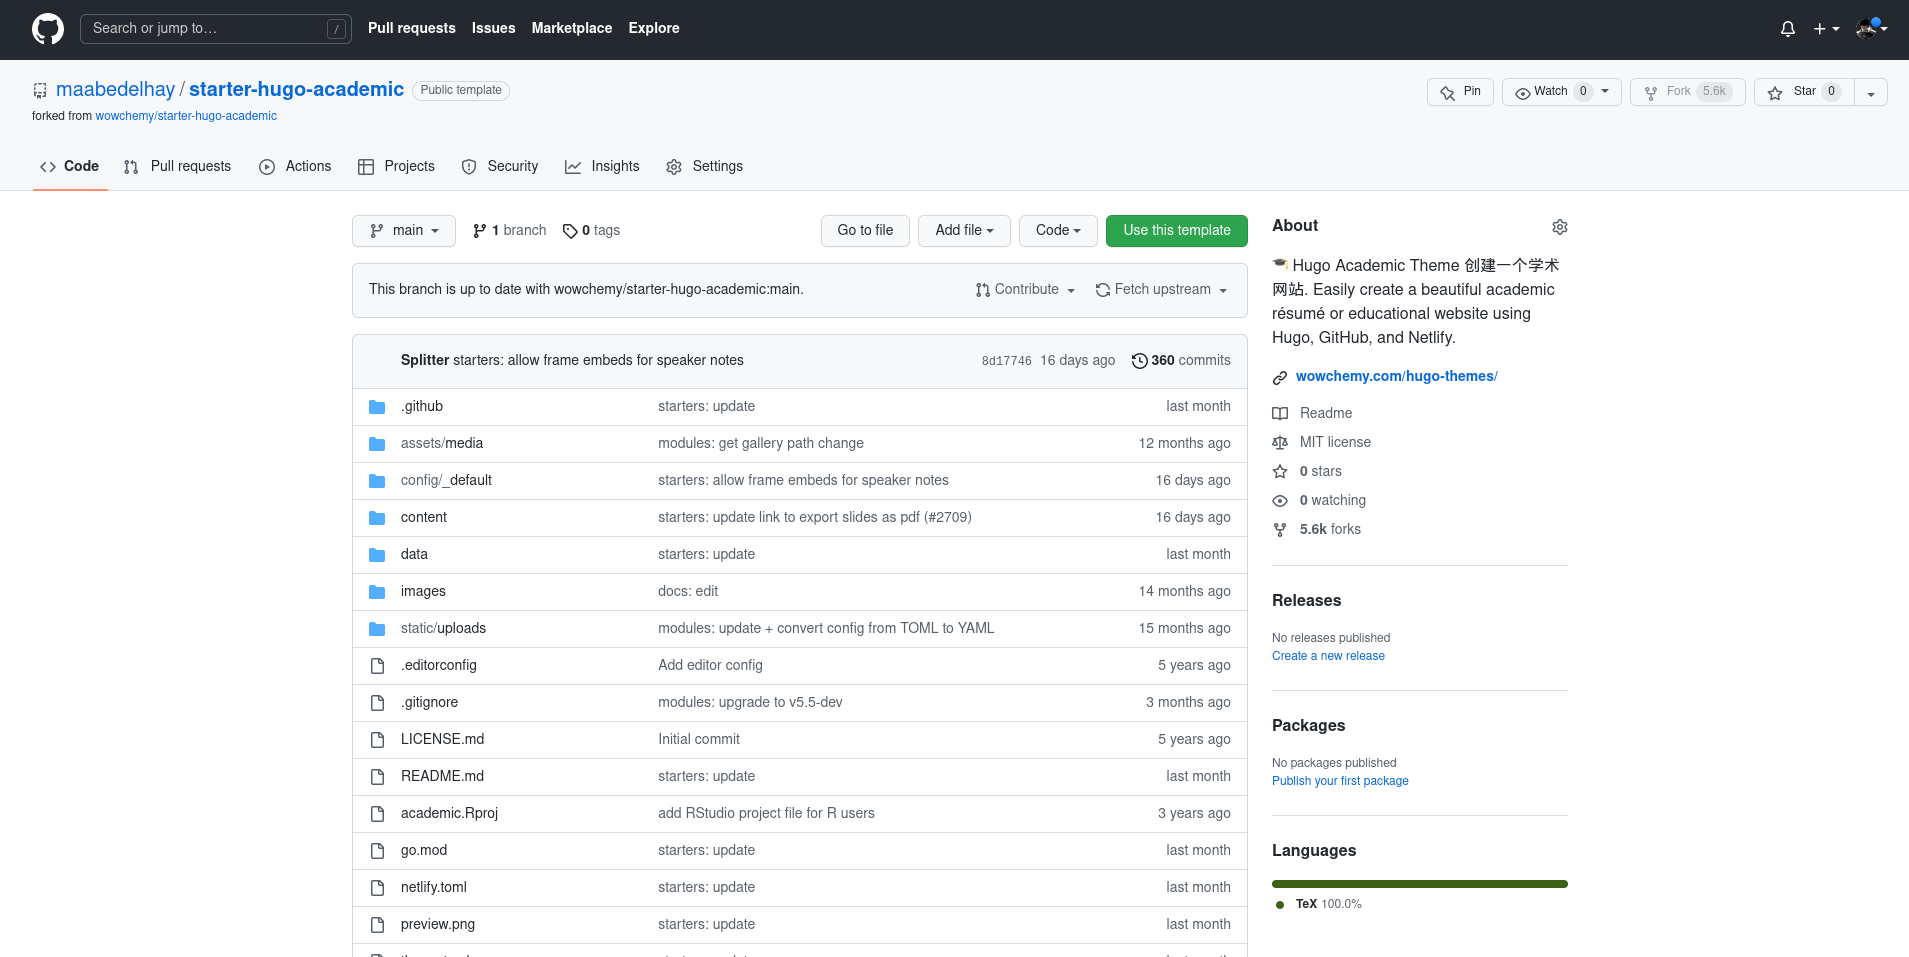 Search or jump to… /
Pull requests Issues Marketplace Explore
maabedelhay / starter-hugo-academic Public template
forked from wowchemy/starter-hugo-academic
Pin
Watch 0
Fork 5.6k
Star 0
Code Pull requests Actions Projects Security Insights Settings
main 1 branch 0 tags
Go to file Add file Code Use this template
This branch is up to date with wowchemy/starter-hugo-academic:main.
Contribute Fetch upstream
Splitter starters: allow frame embeds for speaker notes 8d17746 16 days ago 360 commits
.github starters: update last month
assets/media modules: get gallery path change 12 months ago
config/_default starters: allow frame embeds for speaker notes 16 days ago
content starters: update link to export slides as pdf (#2709) 16 days ago
data starters: update last month
images docs: edit 14 months ago
static/uploads modules: update + convert config from TOML to YAML 15 months ago
.editorconfig Add editor config 5 years ago
.gitignore modules: upgrade to v5.5-dev 3 months ago
LICENSE.md Initial commit 5 years ago
README.md starters: update last month
academic.Rproj add RStudio project file for R users 3 years ago
go.mod starters: update last month
netlify.toml starters: update last month
preview.png starters: update last month
About
🎓 Hugo Academic Theme 创建一个学术
网站. Easily create a beautiful academic
résumé or educational website using
Hugo, GitHub, and Netlify.
wowchemy.com/hugo-themes/
Readme
MIT license
0 stars
0 watching
5.6k forks
Releases
No releases published
Create a new release
Packages
No packages published
Publish your first package
Languages
TeX 100.0%